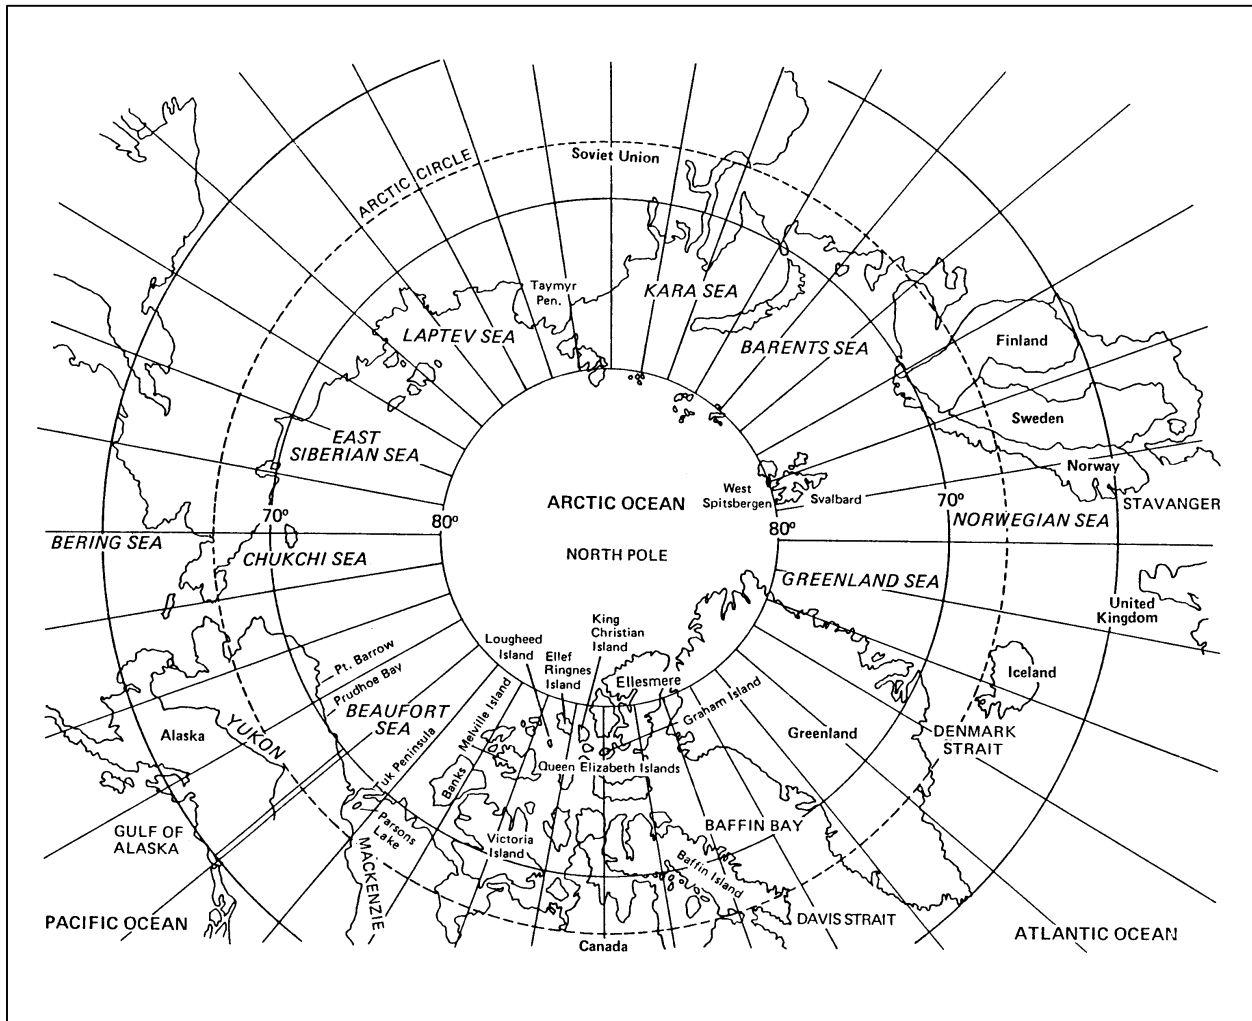 Soviet Union
ARCTIC CIRCLE
Taymyr
Pen.
KARA SEA
LAPTEV SEA
BARENTS SEA
Finland
Sweden
EAST
SIBERIAN SEA
Norway
West
Spitsbergen
Svalbard
STAVANGER
ARCTIC OCEAN
70°
80°
80°
70°
NORWEGIAN SEA
BERING SEA
CHUKCHI SEA
NORTH POLE
GREENLAND SEA
United
Kingdom
King
Christian
Island
Lougheed
Island
Ellef
Ringnes
Island
Ellesmere
Iceland
Pt. Barrow
Prudhoe Bay
BEAUFORT
SEA
Melville Island
Graham Island
Alaska
YUKON
Greenland
DENMARK
STRAIT
Tuk Peninsula
Banks
Queen Elizabeth Islands
Parsons
Lake
GULF OF
ALASKA
Victoria
Island
BAFFIN BAY
Baffin Island
MACKENZIE
PACIFIC OCEAN
DAVIS STRAIT
ATLANTIC OCEAN
Canada